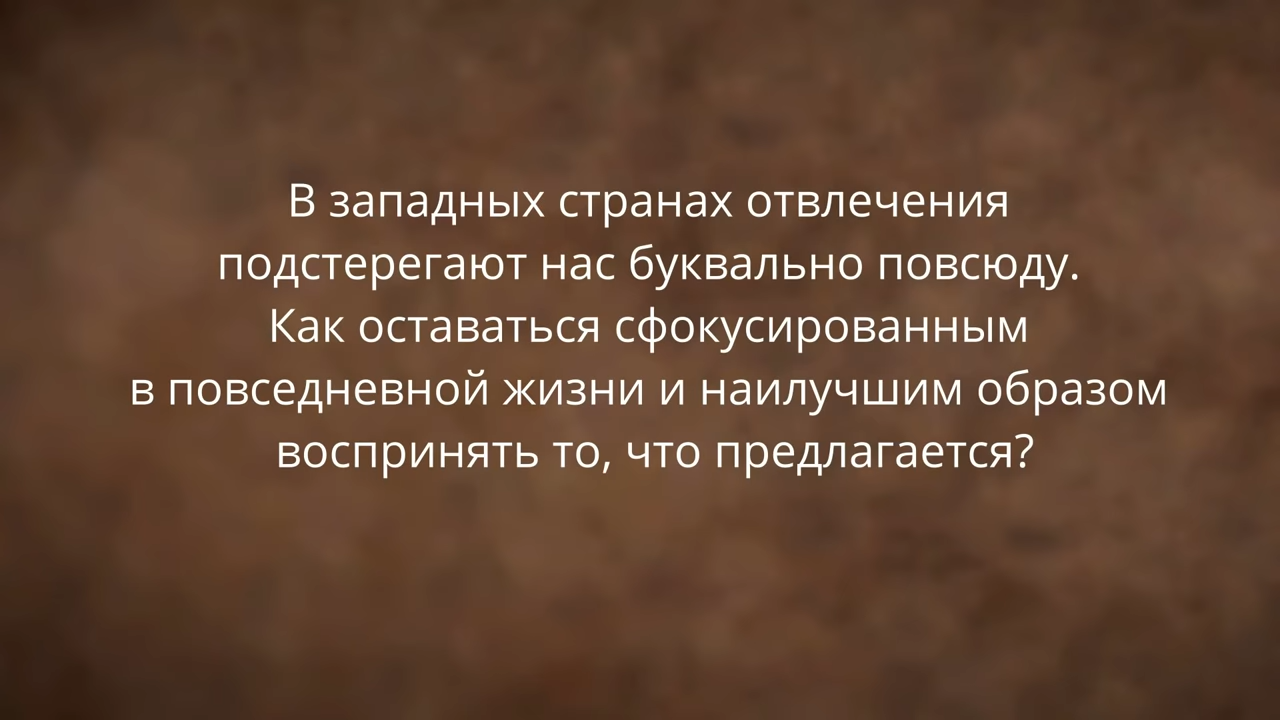 В западных странах отвлечения
подстерегают нас буквально повсюду.
Как оставаться сфокусированным
в повседневной жизни и наилучшим образом
воспринять то, что предлагается?